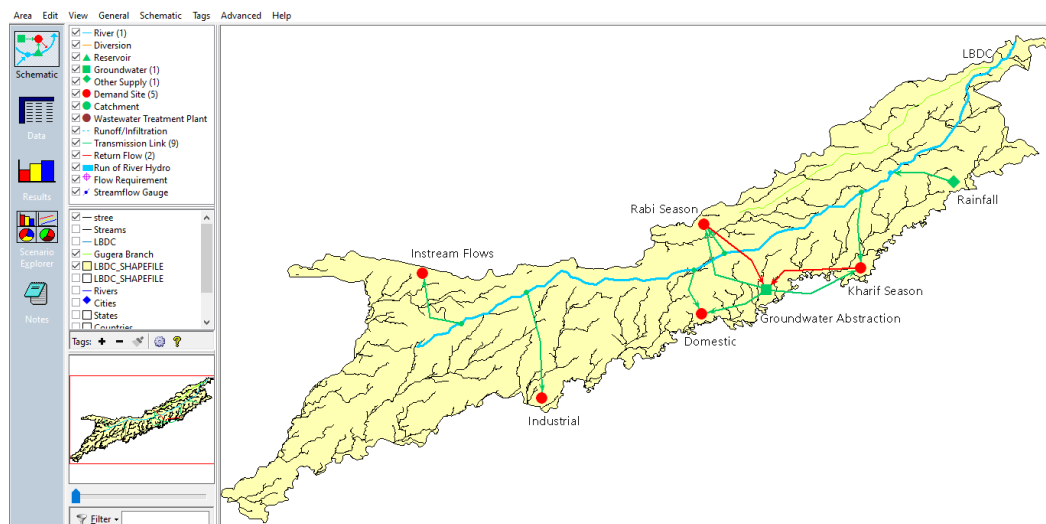 Area Edit View General Schematic Tags Advanced Help
Schematic
Data
Results
Scenario
Explorer
Notes
River (1)
Diversion
Reservoir
Groundwater (1)
Other Supply (1)
Demand Site (5)
Catchment
Wastewater Treatment Plant
Runoff/Infiltration
Transmission Link (9)
Return Flow (2)
Run of River Hydro
Flow Requirement
Streamflow Gauge
stree
Streams
LBDC
Gugera Branch
LBDC_SHAPEFILE
LBDC_SHAPEFILE
Rivers
Cities
States
Countries
Tags:
Filter
LBDC
Rainfall
Rabi Season
Instream Flows
Kharif Season
Groundwater Abstraction
Domestic
Industrial